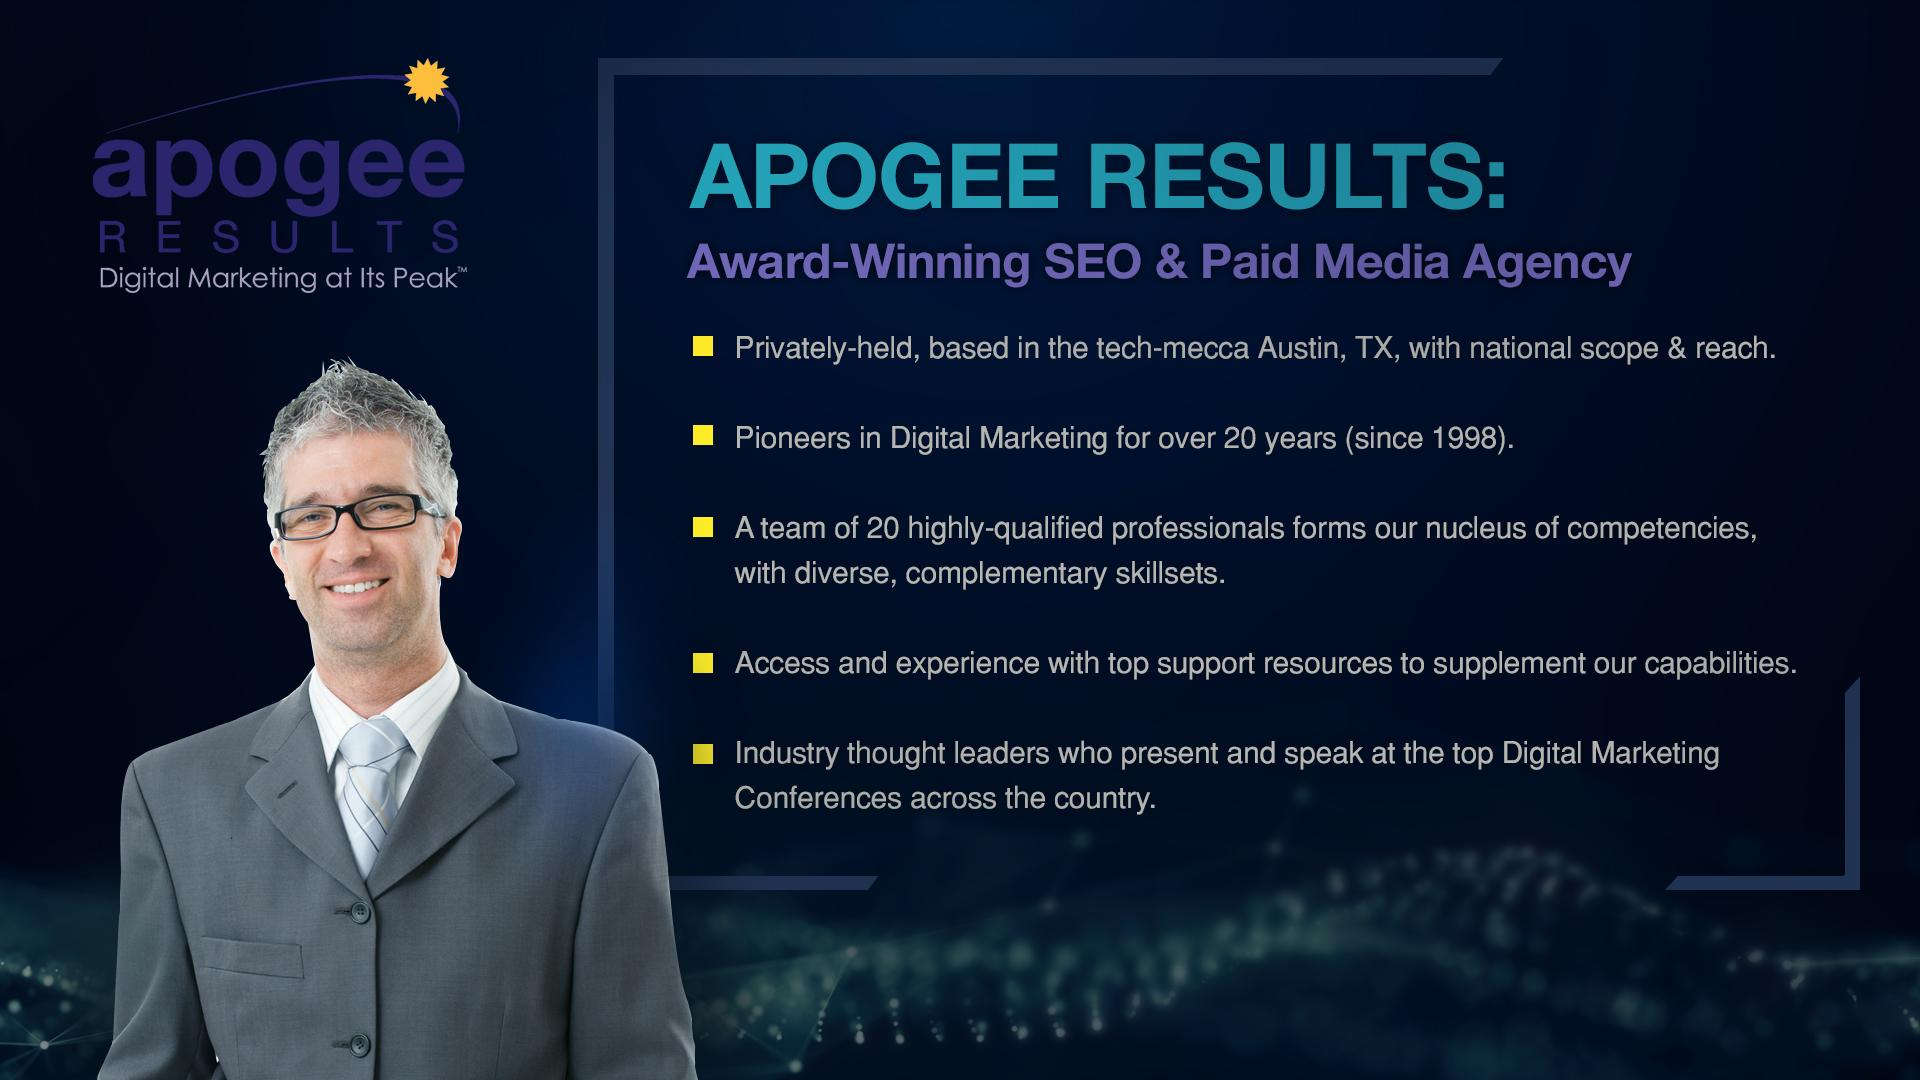 apogee
RESULTS
Digital Marketing at Its Peak™
APOGEE RESULTS:
Award-Winning SEO & Paid Media Agency
Privately-held, based in the tech-mecca Austin, TX, with national scope & reach.
Pioneers in Digital Marketing for over 20 years (since 1998).
A team of 20 highly-qualified professionals forms our nucleus of competencies,
with diverse, complementary skillsets.
Access and experience with top support resources to supplement our capabilities.
Industry thought leaders who present and speak at the top Digital Marketing
Conferences across the country.